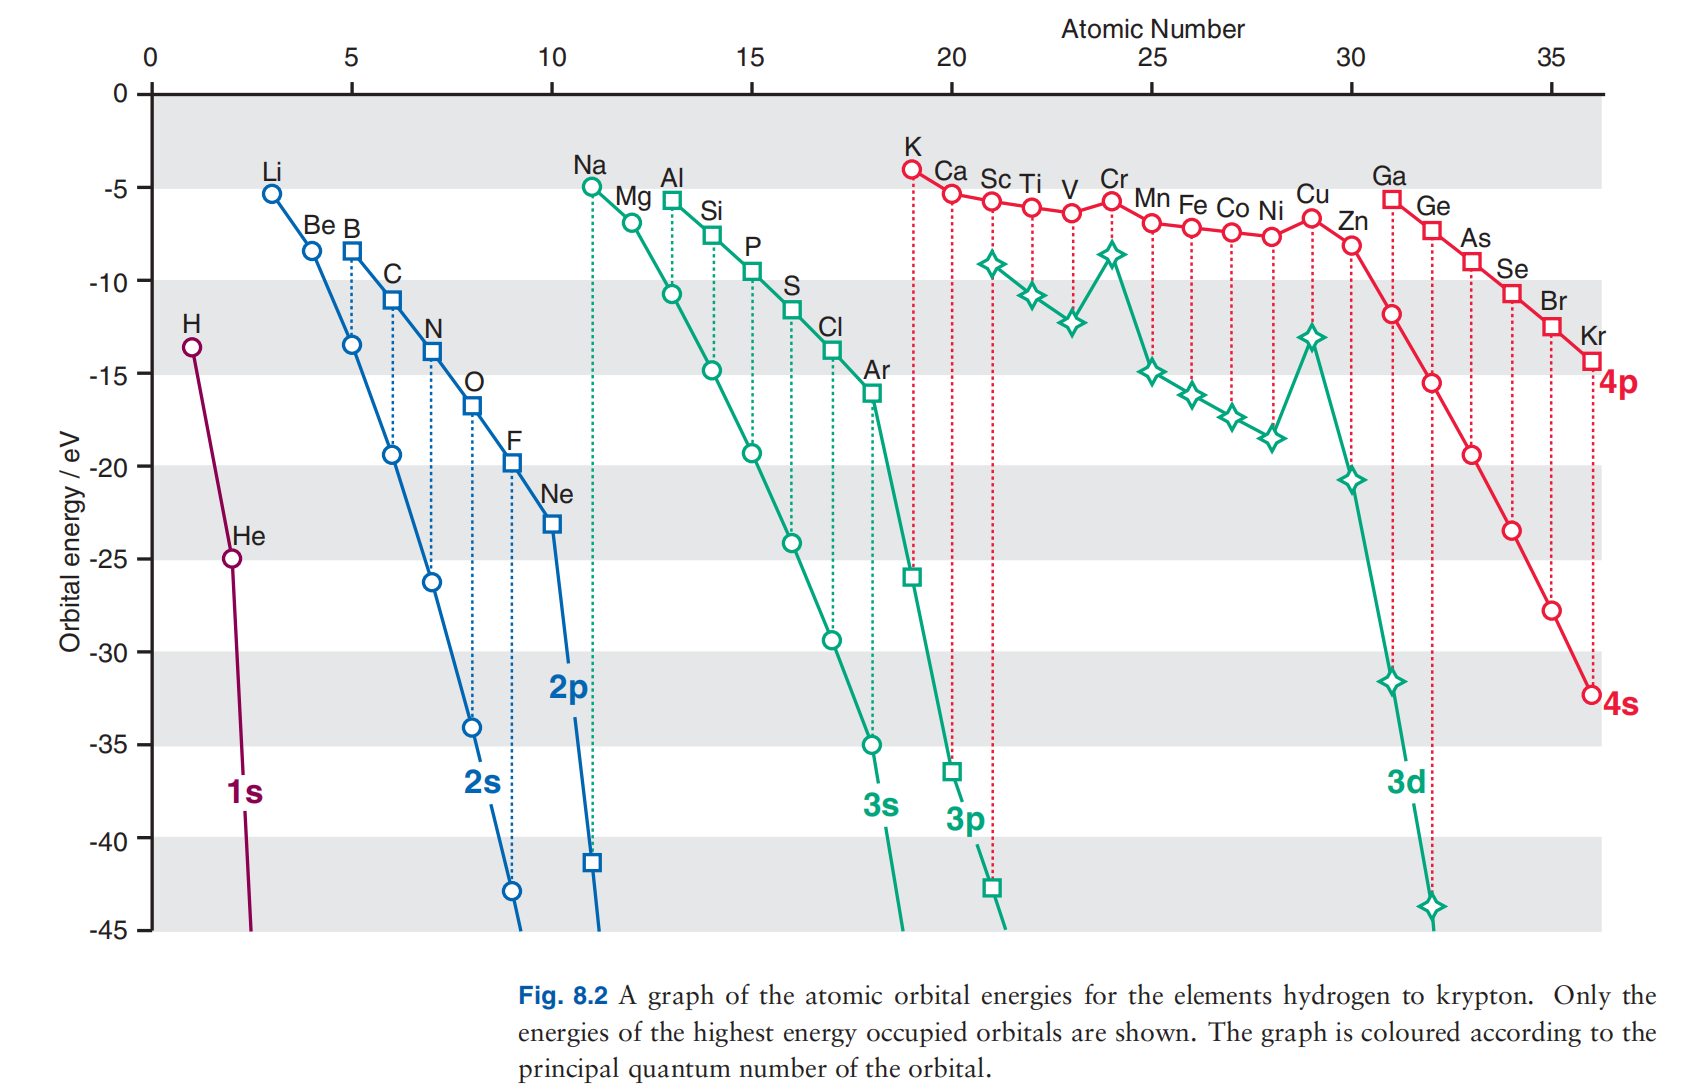 Atomic Number
0 5 10 15 20 25 30 35
0
-5
-10
-15
-20
-25
-30
-35
-40
-45
Orbital energy / eV
H
He
Li
Be
B
C
N
O
F
Ne
Na
Mg
Al
Si
P
S
Cl
Ar
K
Ca
Sc
Ti
V
Cr
Mn
Fe
Co
Ni
Cu
Zn
Ga
Ge
As
Se
Br
Kr
1s
2s
2p
3s
3p
3d
4p
4s
Fig. 8.2 A graph of the atomic orbital energies for the elements hydrogen to krypton. Only the
energies of the highest energy occupied orbitals are shown. The graph is coloured according to the
principal quantum number of the orbital.